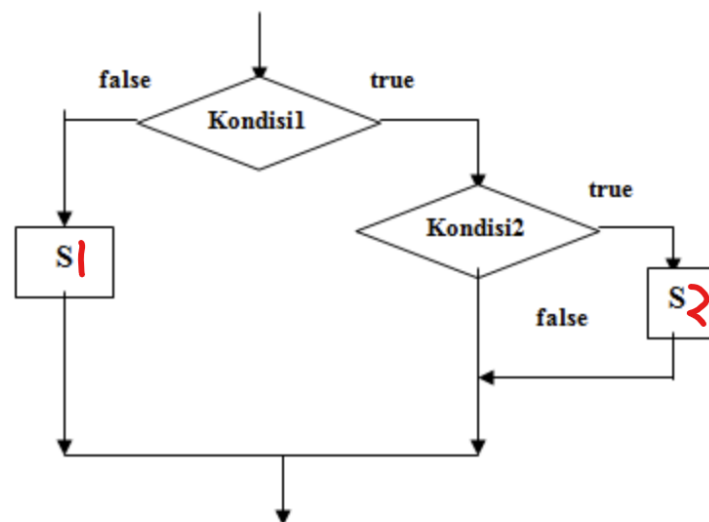 false
true
Kondisi1
true
Kondisi2
S1
S2
false